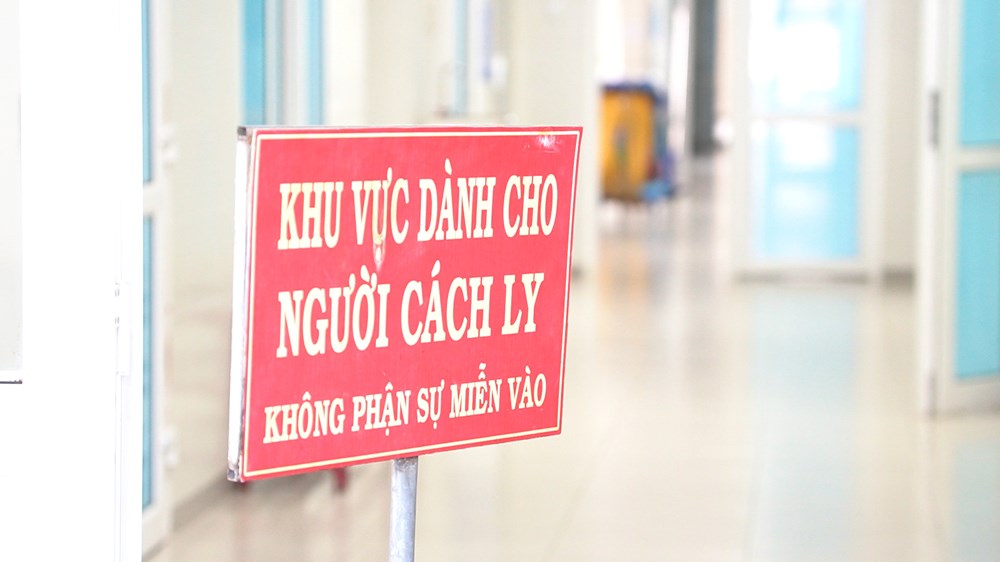 KHU VỰC DÀNH CHO
NGƯỜI CÁCH LY
KHÔNG PHẬN SỰ MIỄN VÀO